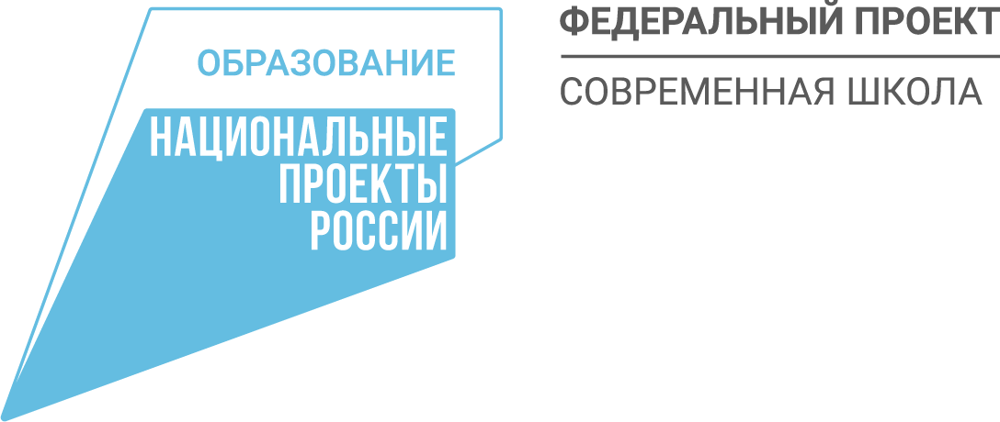 ОБРАЗОВАНИЕ
НАЦИОНАЛЬНЫЕ
ПРОЕКТЫ
РОССИИ
ФЕДЕРАЛЬНЫЙ ПРОЕКТ
СОВРЕМЕННАЯ ШКОЛА